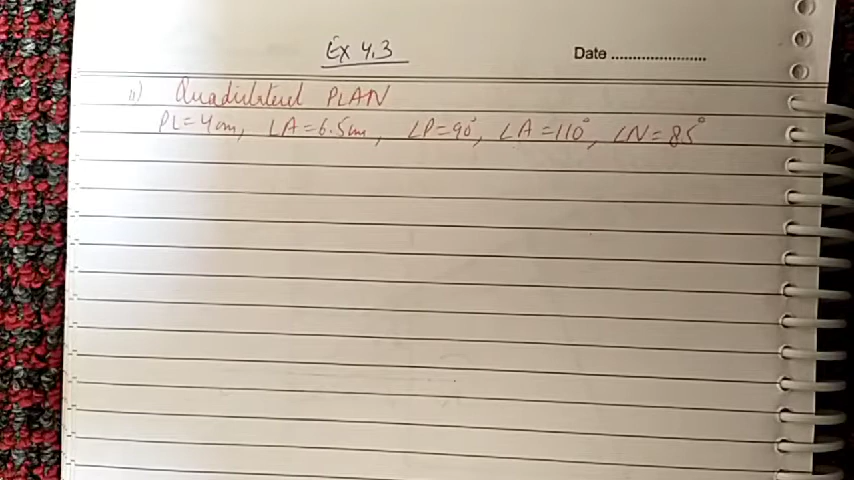 Ex 4.3
Date ........................
ii) Quadrilateral PLAN
PL=4cm, LA=6.5cm, ∠P=90°, ∠A=110°, ∠N=85°